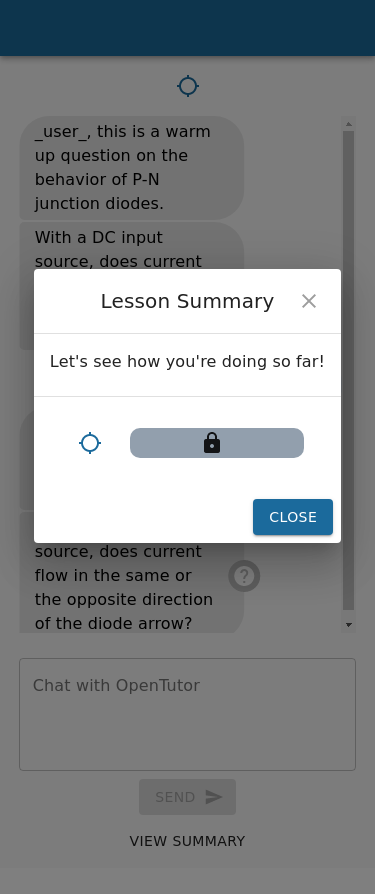 _user_, this is a warm
up question on the
behavior of P-N
junction diodes.
With a DC input
source, does current
Lesson Summary
Let's see how you're doing so far!
CLOSE
source, does current
flow in the same or
the opposite direction
of the diode arrow?
Chat with OpenTutor
SEND
VIEW SUMMARY